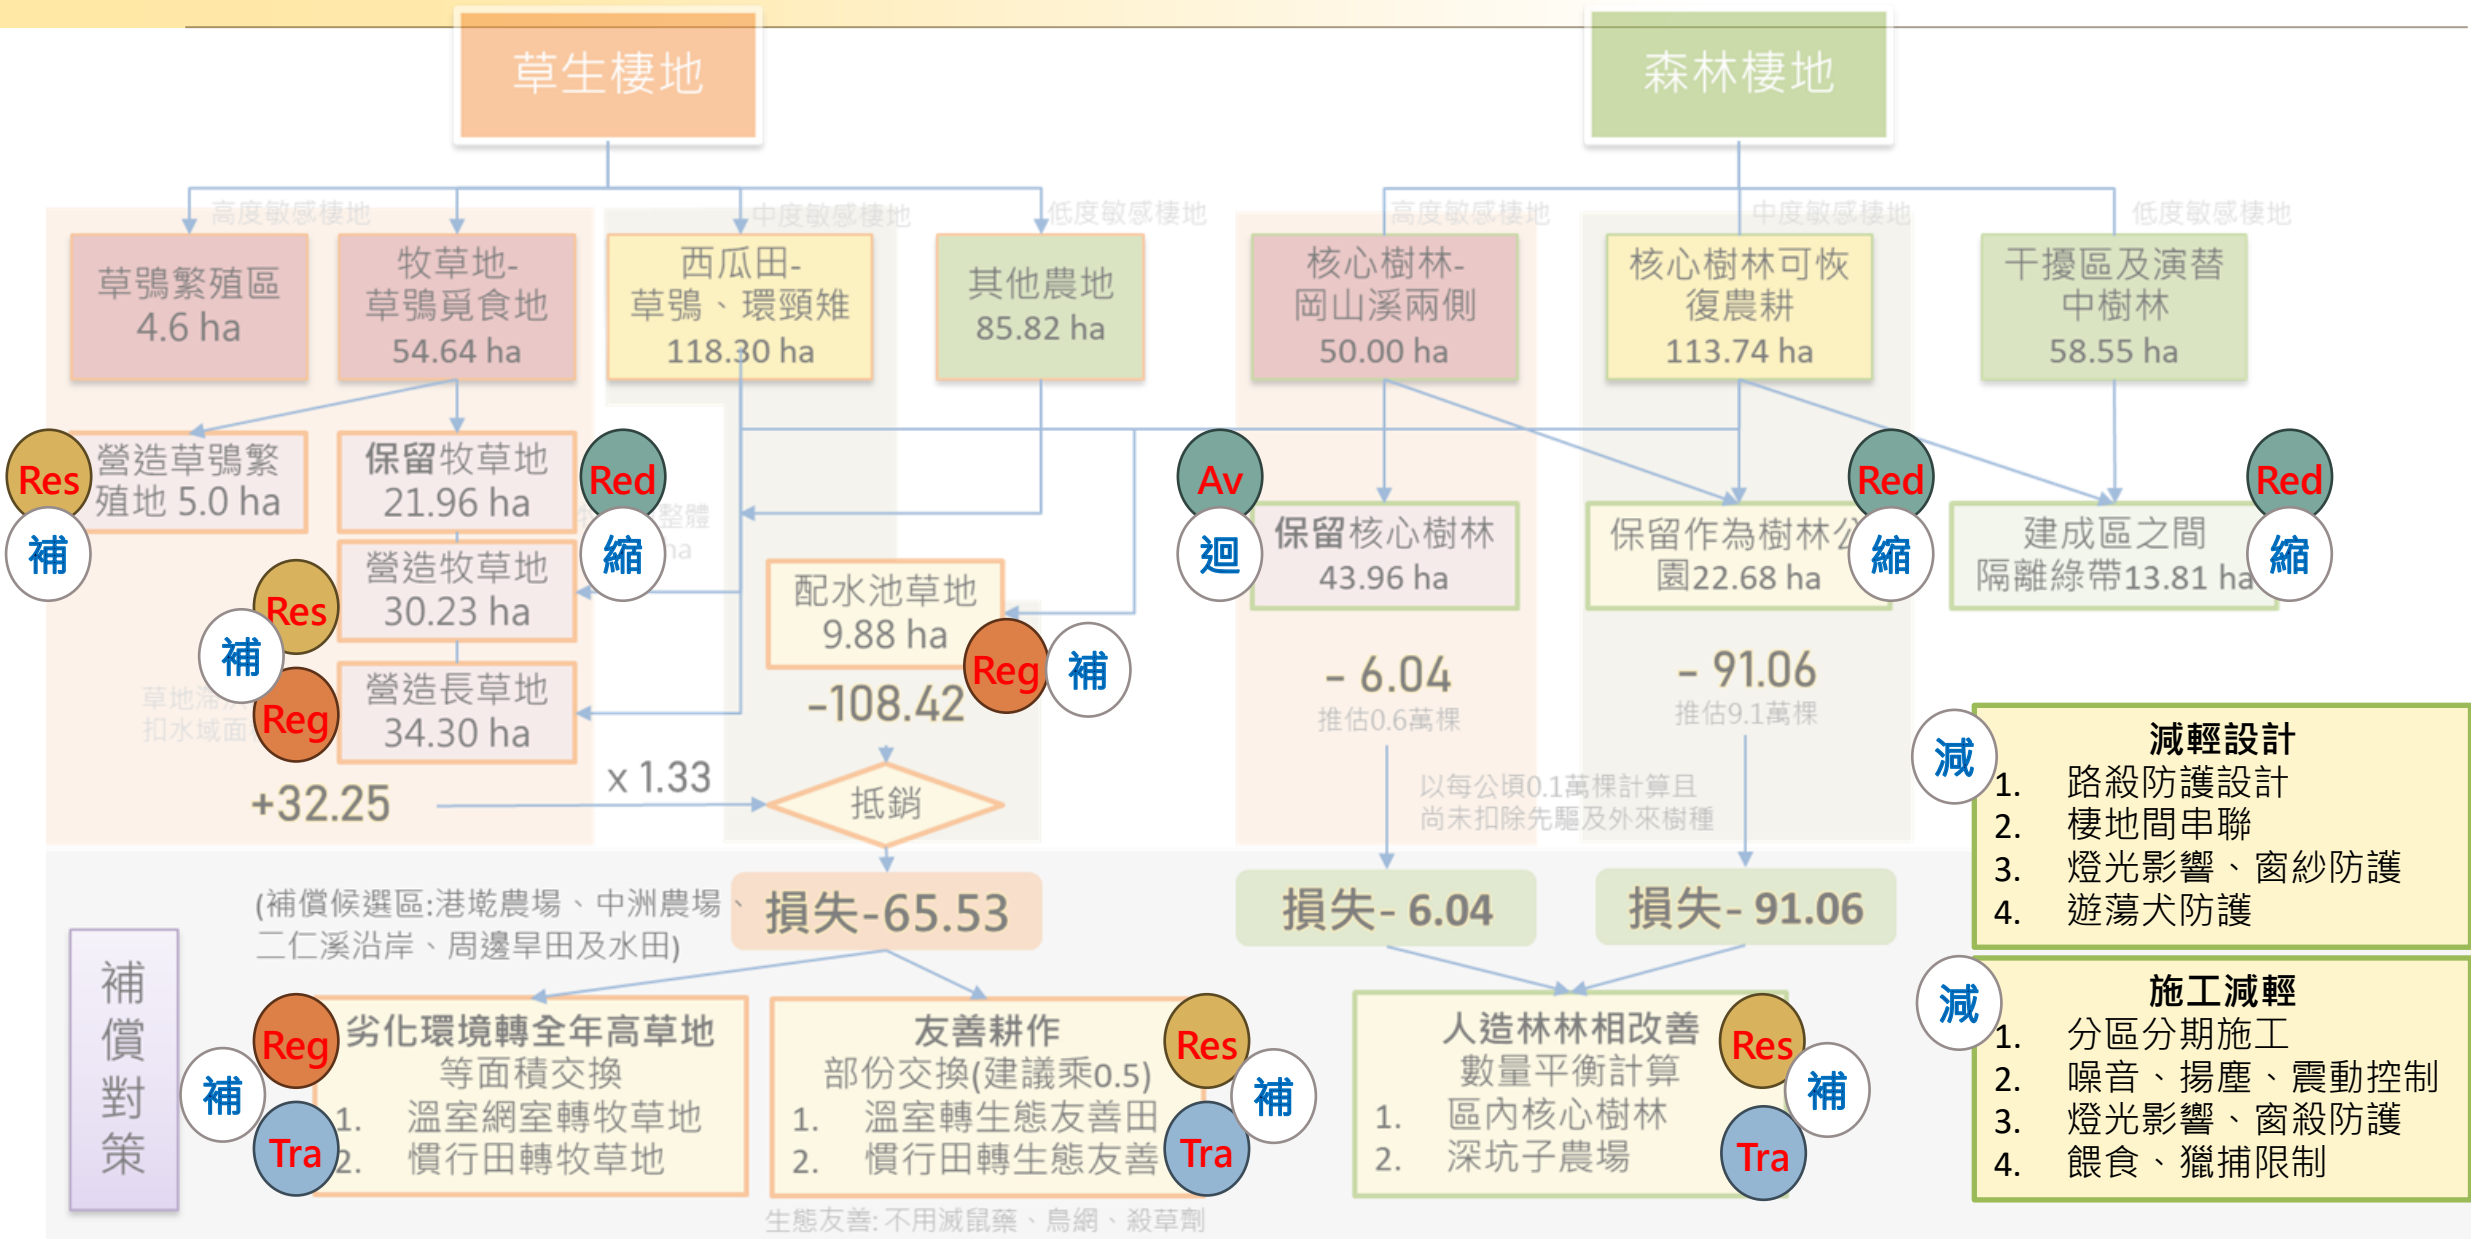 草生棲地
森林棲地
高度敏感棲地
中度敏感棲地
低度敏感棲地
高度敏感棲地
中度敏感棲地
低度敏感棲地
草鴞繁殖區
4.6 ha
牧草地-
草鴞覓食地
54.64 ha
西瓜田-
草鴞、環頸雉
118.30 ha
其他農地
85.82 ha
核心樹林-
岡山溪兩側
50.00 ha
核心樹林可恢
復農耕
113.74 ha
干擾區及演替
中樹林
58.55 ha
Res
補
營造草鴞繁
殖地 5.0 ha
保留牧草地
21.96 ha
Red
縮
整體
ha
營造牧草地
30.23 ha
Res
補
Reg
營造長草地
34.30 ha
草地滯
扣水域面
配水池草地
9.88 ha
Reg
補
Av
迴
保留核心樹林
43.96 ha
保留作為樹林公
園22.68 ha
Red
縮
建成區之間
隔離綠帶13.81 ha
Red
縮
-108.42
- 6.04
推估0.6萬棵
- 91.06
推估9.1萬棵
+32.25
x 1.33
抵銷
以每公頃0.1萬棵計算且
尚未扣除先驅及外來樹種
減
減輕設計
1. 路殺防護設計
2. 棲地間串聯
3. 燈光影響、窗紗防護
4. 遊蕩犬防護
補償對策
(補償候選區:港墘農場、中洲農場、
二仁溪沿岸、周邊旱田及水田)
損失-65.53
損失- 6.04
損失- 91.06
Reg
補
Tra
劣化環境轉全年高草地
等面積交換
1. 溫室網室轉牧草地
2. 慣行田轉牧草地
友善耕作
部份交換(建議乘0.5)
1. 溫室轉生態友善田
2. 慣行田轉生態友善
Res
補
Tra
生態友善: 不用滅鼠藥、鳥網、殺草劑
人造林林相改善
數量平衡計算
1. 區內核心樹林
2. 深坑子農場
Res
補
Tra
減
施工減輕
1. 分區分期施工
2. 噪音、揚塵、震動控制
3. 燈光影響、窗殺防護
4. 餵食、獵捕限制